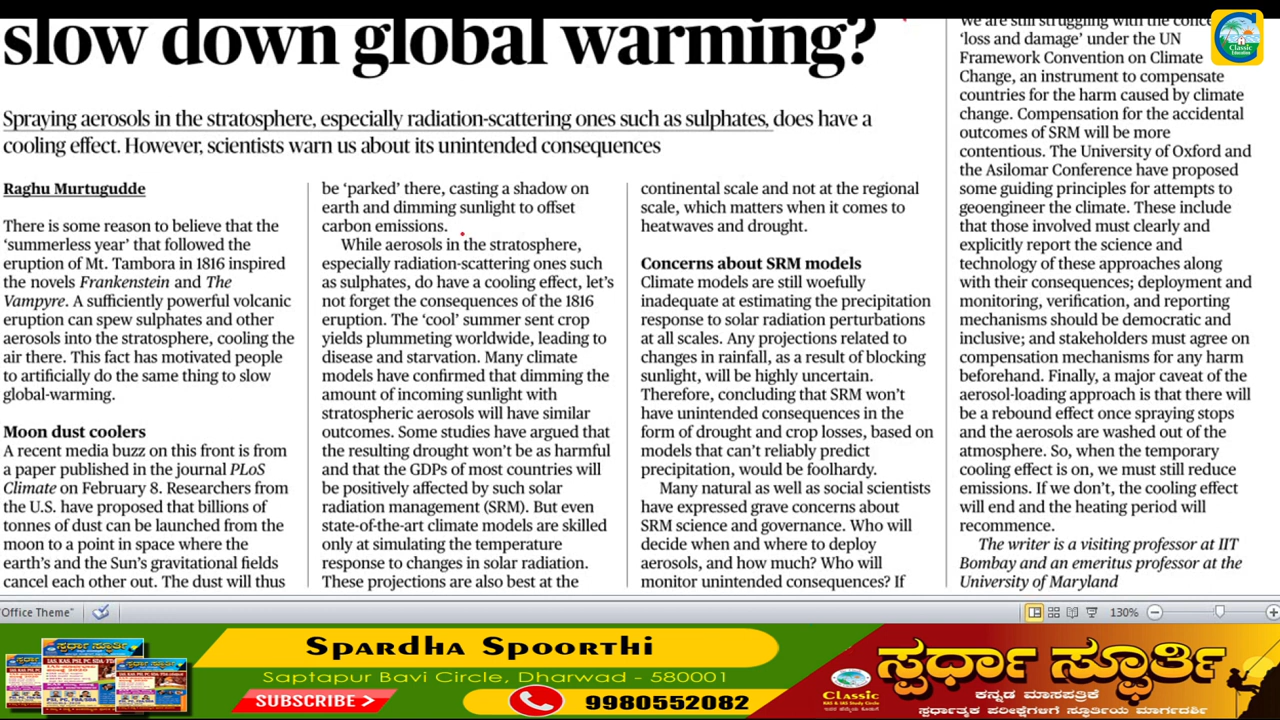 slow down global warming?
Spraying aerosols in the stratosphere, especially radiation-scattering ones such as sulphates, does have a
cooling effect. However, scientists warn us about its unintended consequences
Raghu Murtugudde
There is some reason to believe that the
‘summerless year’ that followed the
eruption of Mt. Tambora in 1816 inspired
the novels Frankenstein and The
Vampyre. A sufficiently powerful volcanic
eruption can spew sulphates and other
aerosols into the stratosphere, cooling the
air there. This fact has motivated people
to artificially do the same thing to slow
global-warming.
Moon dust coolers
A recent media buzz on this front is from
a paper published in the journal PLoS
Climate on February 8. Researchers from
the U.S. have proposed that billions of
tonnes of dust can be launched from the
moon to a point in space where the
earth’s and the Sun’s gravitational fields
cancel each other out. The dust will thus
be ‘parked’ there, casting a shadow on
earth and dimming sunlight to offset
carbon emissions.
While aerosols in the stratosphere,
especially radiation-scattering ones such
as sulphates, do have a cooling effect, let’s
not forget the consequences of the 1816
eruption. The ‘cool’ summer sent crop
yields plummeting worldwide, leading to
disease and starvation. Many climate
models have confirmed that dimming the
amount of incoming sunlight with
stratospheric aerosols will have similar
outcomes. Some studies have argued that
the resulting drought won’t be as harmful
and that the GDPs of most countries will
be positively affected by such solar
radiation management (SRM). But even
state-of-the-art climate models are skilled
only at simulating the temperature
response to changes in solar radiation.
These projections are also best at the
continental scale and not at the regional
scale, which matters when it comes to
heatwaves and drought.
Concerns about SRM models
Climate models are still woefully
inadequate at estimating the precipitation
response to solar radiation perturbations
at all scales. Any projections related to
changes in rainfall, as a result of blocking
sunlight, will be highly uncertain.
Therefore, concluding that SRM won’t
have unintended consequences in the
form of drought and crop losses, based on
models that can’t reliably predict
precipitation, would be foolhardy.
Many natural as well as social scientists
have expressed grave concerns about
SRM science and governance. Who will
decide when and where to deploy
aerosols, and how much? Who will
monitor unintended consequences? If
we are still struggling with the
‘loss and damage’ under the UN
Framework Convention on Climate
Change, an instrument to compensate
countries for the harm caused by climate
change. Compensation for the accidental
outcomes of SRM will be more
contentious. The University of Oxford and
the Asilomar Conference have proposed
some guiding principles for attempts to
geoengineer the climate. These include
that those involved must clearly and
explicitly report the science and
technology of these approaches along
with their consequences; deployment and
monitoring, verification, and reporting
mechanisms should be democratic and
inclusive; and stakeholders must agree on
compensation mechanisms for any harm
beforehand. Finally, a major caveat of the
aerosol-loading approach is that there will
be a rebound effect once spraying stops
and the aerosols are washed out of the
atmosphere. So, when the temporary
cooling effect is on, we must still reduce
emissions. If we don’t, the cooling effect
will end and the heating period will
recommence.
The writer is a visiting professor at IIT
Bombay and an emeritus professor at the
University of Maryland
Classic
Education
Office Theme"
130%
Spardha Spoorthi
Saptapur Bavi Circle, Dharwad - 580001
SUBSCRIBE
9980552082
ಸ್ಪರ್ಧಾ ಸ್ಪೂರ್ತಿ
ಕನ್ನಡ ಮಾಸಪತ್ರಿಕೆ
ಸ್ಪರ್ಧಾತ್ಮಕ ಪರೀಕ್ಷೆಗಳಿಗೆ ಸ್ಫೂರ್ತಿಯ ಮಾರ್ಗದರ್ಶಿ
Classic
KAS & IAS Study Circle